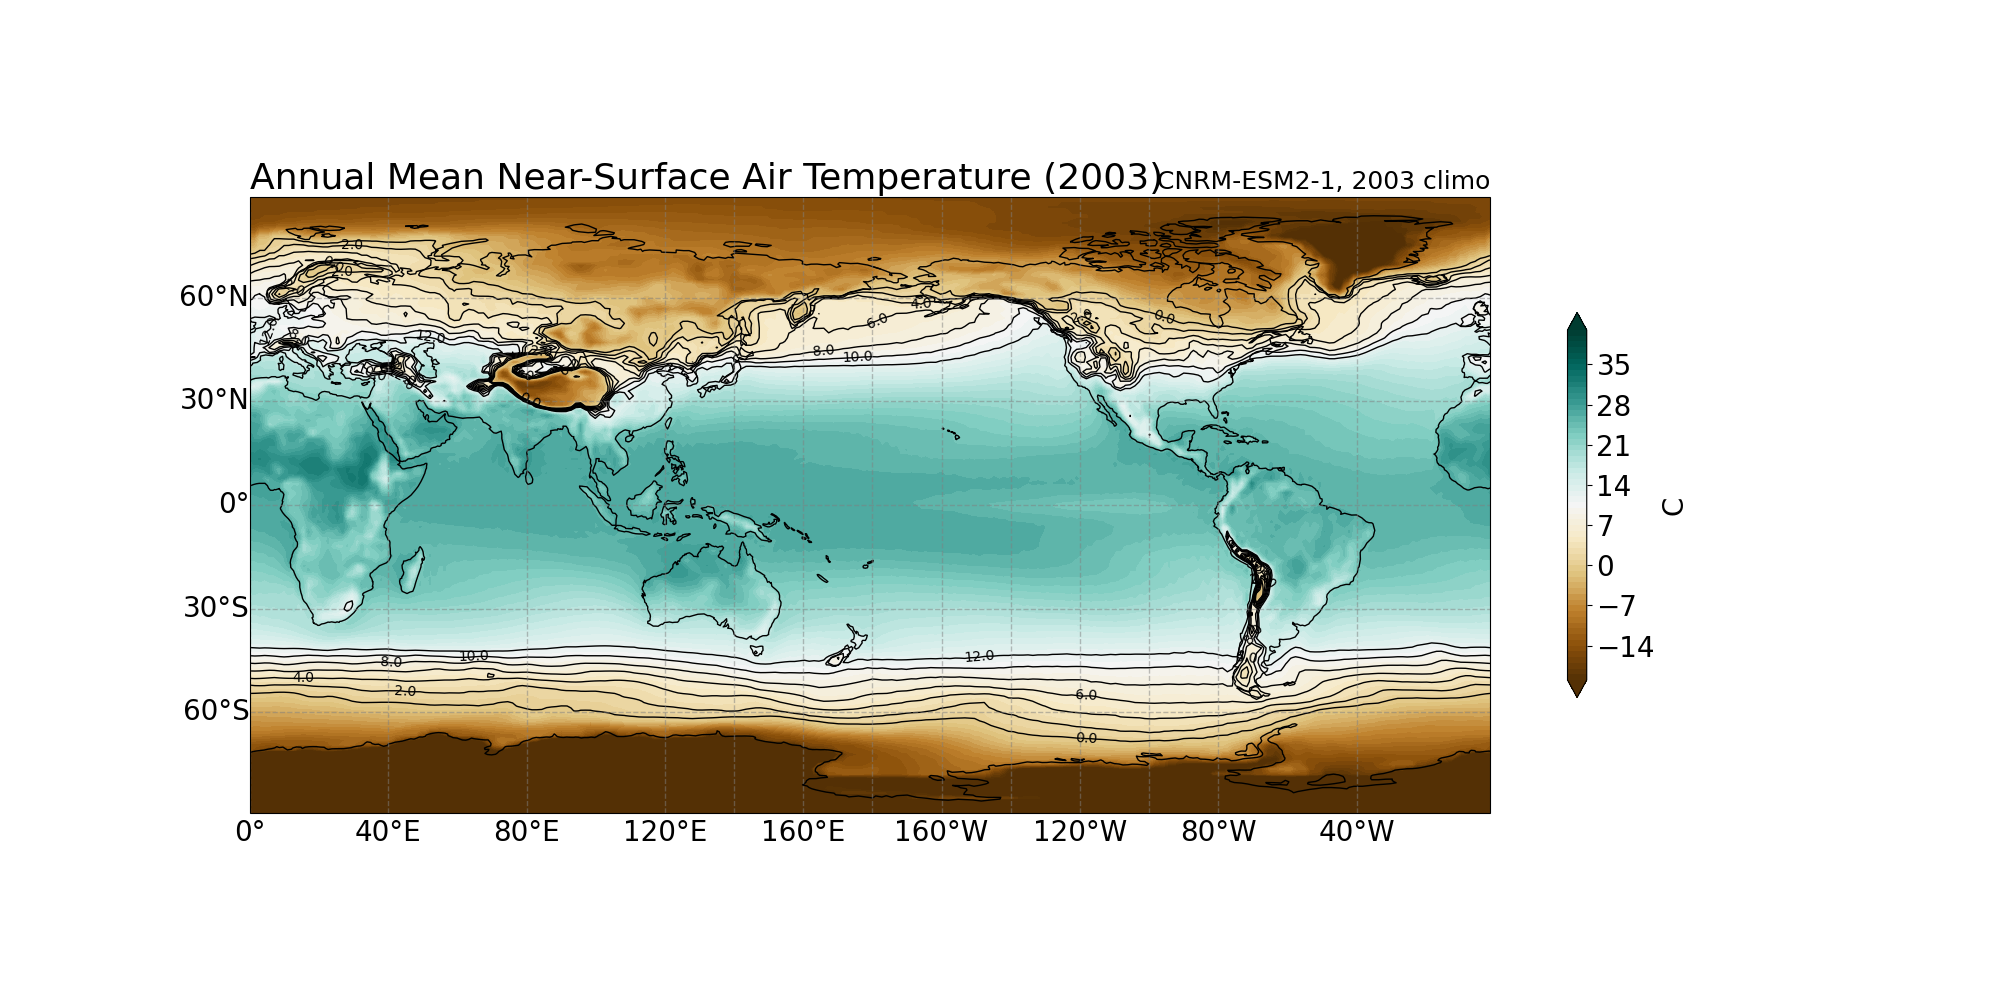 Annual Mean Near-Surface Air Temperature (2003)
CNRM-ESM2-1, 2003 climo
60°N
30°N
0°
30°S
60°S
0°
40°E
80°E
120°E
160°E
160°W
120°W
80°W
40°W
2.0
12.0
4.0
6.0
8.0
10.0
0.0
8.0
10.0
4.0
2.0
12.0
6.0
0.0
35
28
21
14
7
0
−7
−14
C